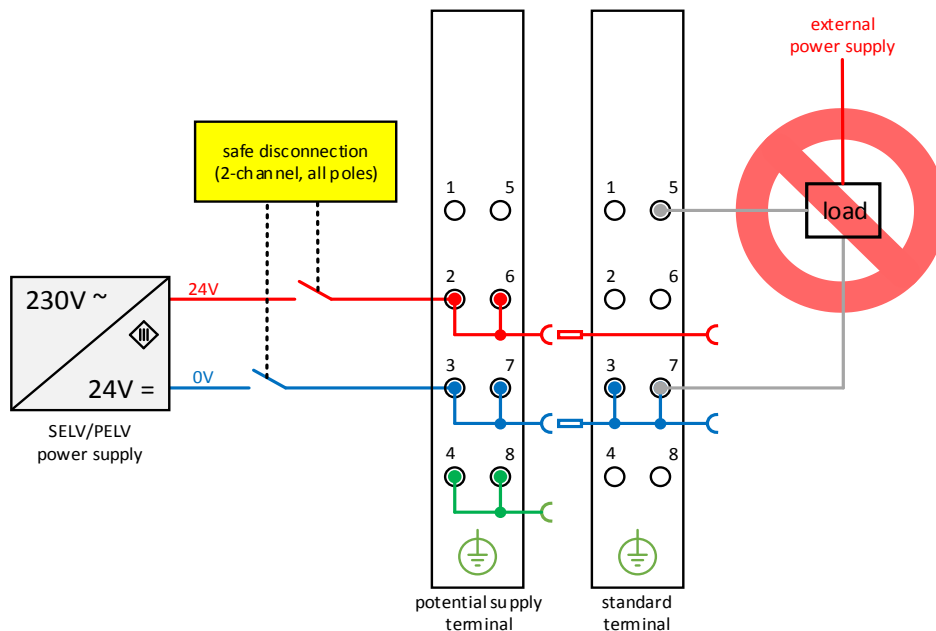 external
power supply
safe disconnection
(2-channel, all poles)
1 5
1 5
load
2 6
2 6
230V ~
24V
III
24V =
0V
3 7
3 7
SELV/PELV
power supply
4 8
4 8
potential supply
terminal
standard
terminal